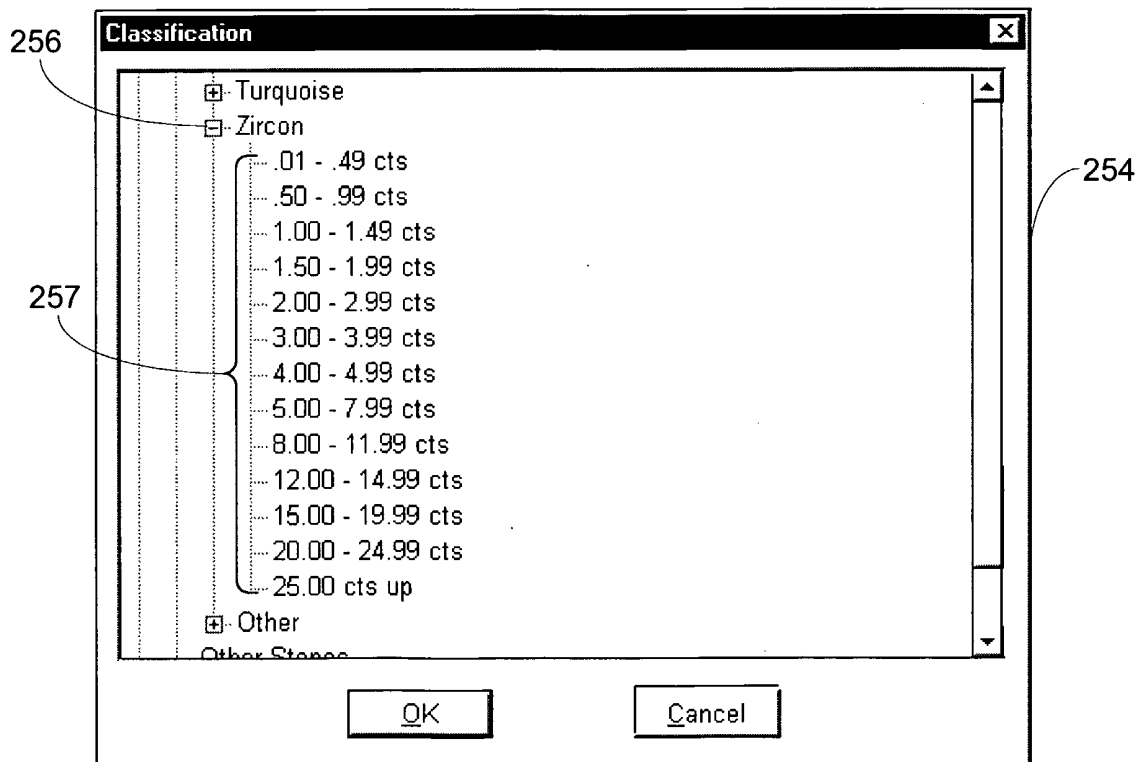 Classification
256
Turquoise
Zircon
.01 - .49 cts
.50 - .99 cts
254
1.00 - 1.49 cts
1.50 - 1.99 cts
257
2.00 - 2.99 cts
3.00 - 3.99 cts
4.00 - 4.99 cts
5.00 - 7.99 cts
8.00 - 11.99 cts
12.00 - 14.99 cts
15.00 - 19.99 cts
20.00 - 24.99 cts
25.00 cts up
Other
Other Stones
OK
Cancel